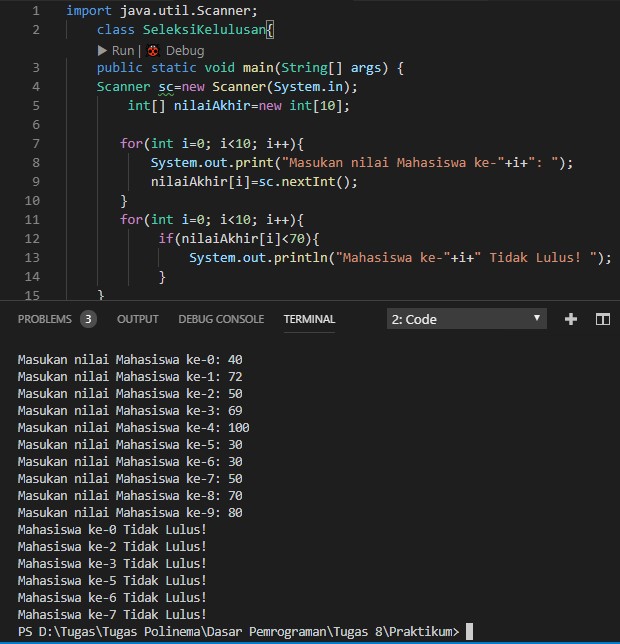 1 import java.util.Scanner;
2 class SeleksiKelulusan{
Run | Debug
3 public static void main(String[] args) {
4 Scanner sc=new Scanner(System.in);
5 int[] nilaiAkhir=new int[10];
6
7 for(int i=0; i<10; i++){
8 System.out.print("Masukan nilai Mahasiswa ke-"+i+": ");
9 nilaiAkhir[i]=sc.nextInt();
10 }
11 for(int i=0; i<10; i++){
12 if(nilaiAkhir[i]<70){
13 System.out.println("Mahasiswa ke-"+i+" Tidak Lulus! ");
14 }
15 }
PROBLEMS 3 OUTPUT DEBUG CONSOLE TERMINAL 2: Code
Masukan nilai Mahasiswa ke-0: 40
Masukan nilai Mahasiswa ke-1: 72
Masukan nilai Mahasiswa ke-2: 50
Masukan nilai Mahasiswa ke-3: 69
Masukan nilai Mahasiswa ke-4: 100
Masukan nilai Mahasiswa ke-5: 30
Masukan nilai Mahasiswa ke-6: 30
Masukan nilai Mahasiswa ke-7: 50
Masukan nilai Mahasiswa ke-8: 70
Masukan nilai Mahasiswa ke-9: 80
Mahasiswa ke-0 Tidak Lulus!
Mahasiswa ke-2 Tidak Lulus!
Mahasiswa ke-3 Tidak Lulus!
Mahasiswa ke-5 Tidak Lulus!
Mahasiswa ke-6 Tidak Lulus!
Mahasiswa ke-7 Tidak Lulus!
PS D:\Tugas\Tugas Polinema\Dasar Pemrograman\Tugas 8\Praktikum>